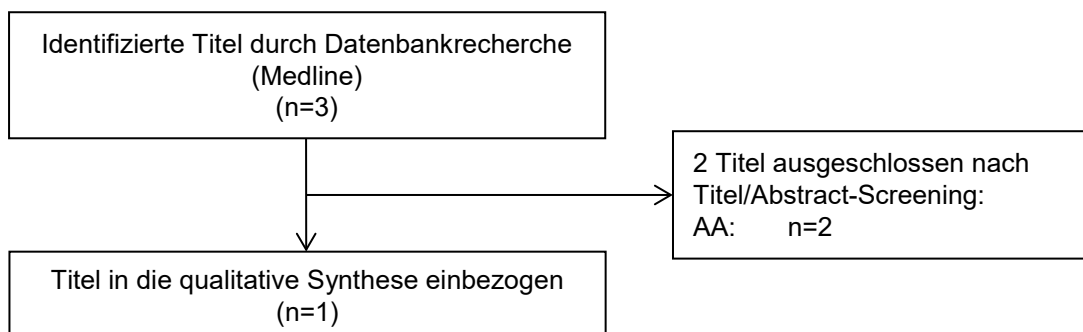 Identifizierte Titel durch Datenbankrecherche
(Medline)
(n=3)
2 Titel ausgeschlossen nach
Titel/Abstract-Screening:
AA: n=2
Titel in die qualitative Synthese einbezogen
(n=1)